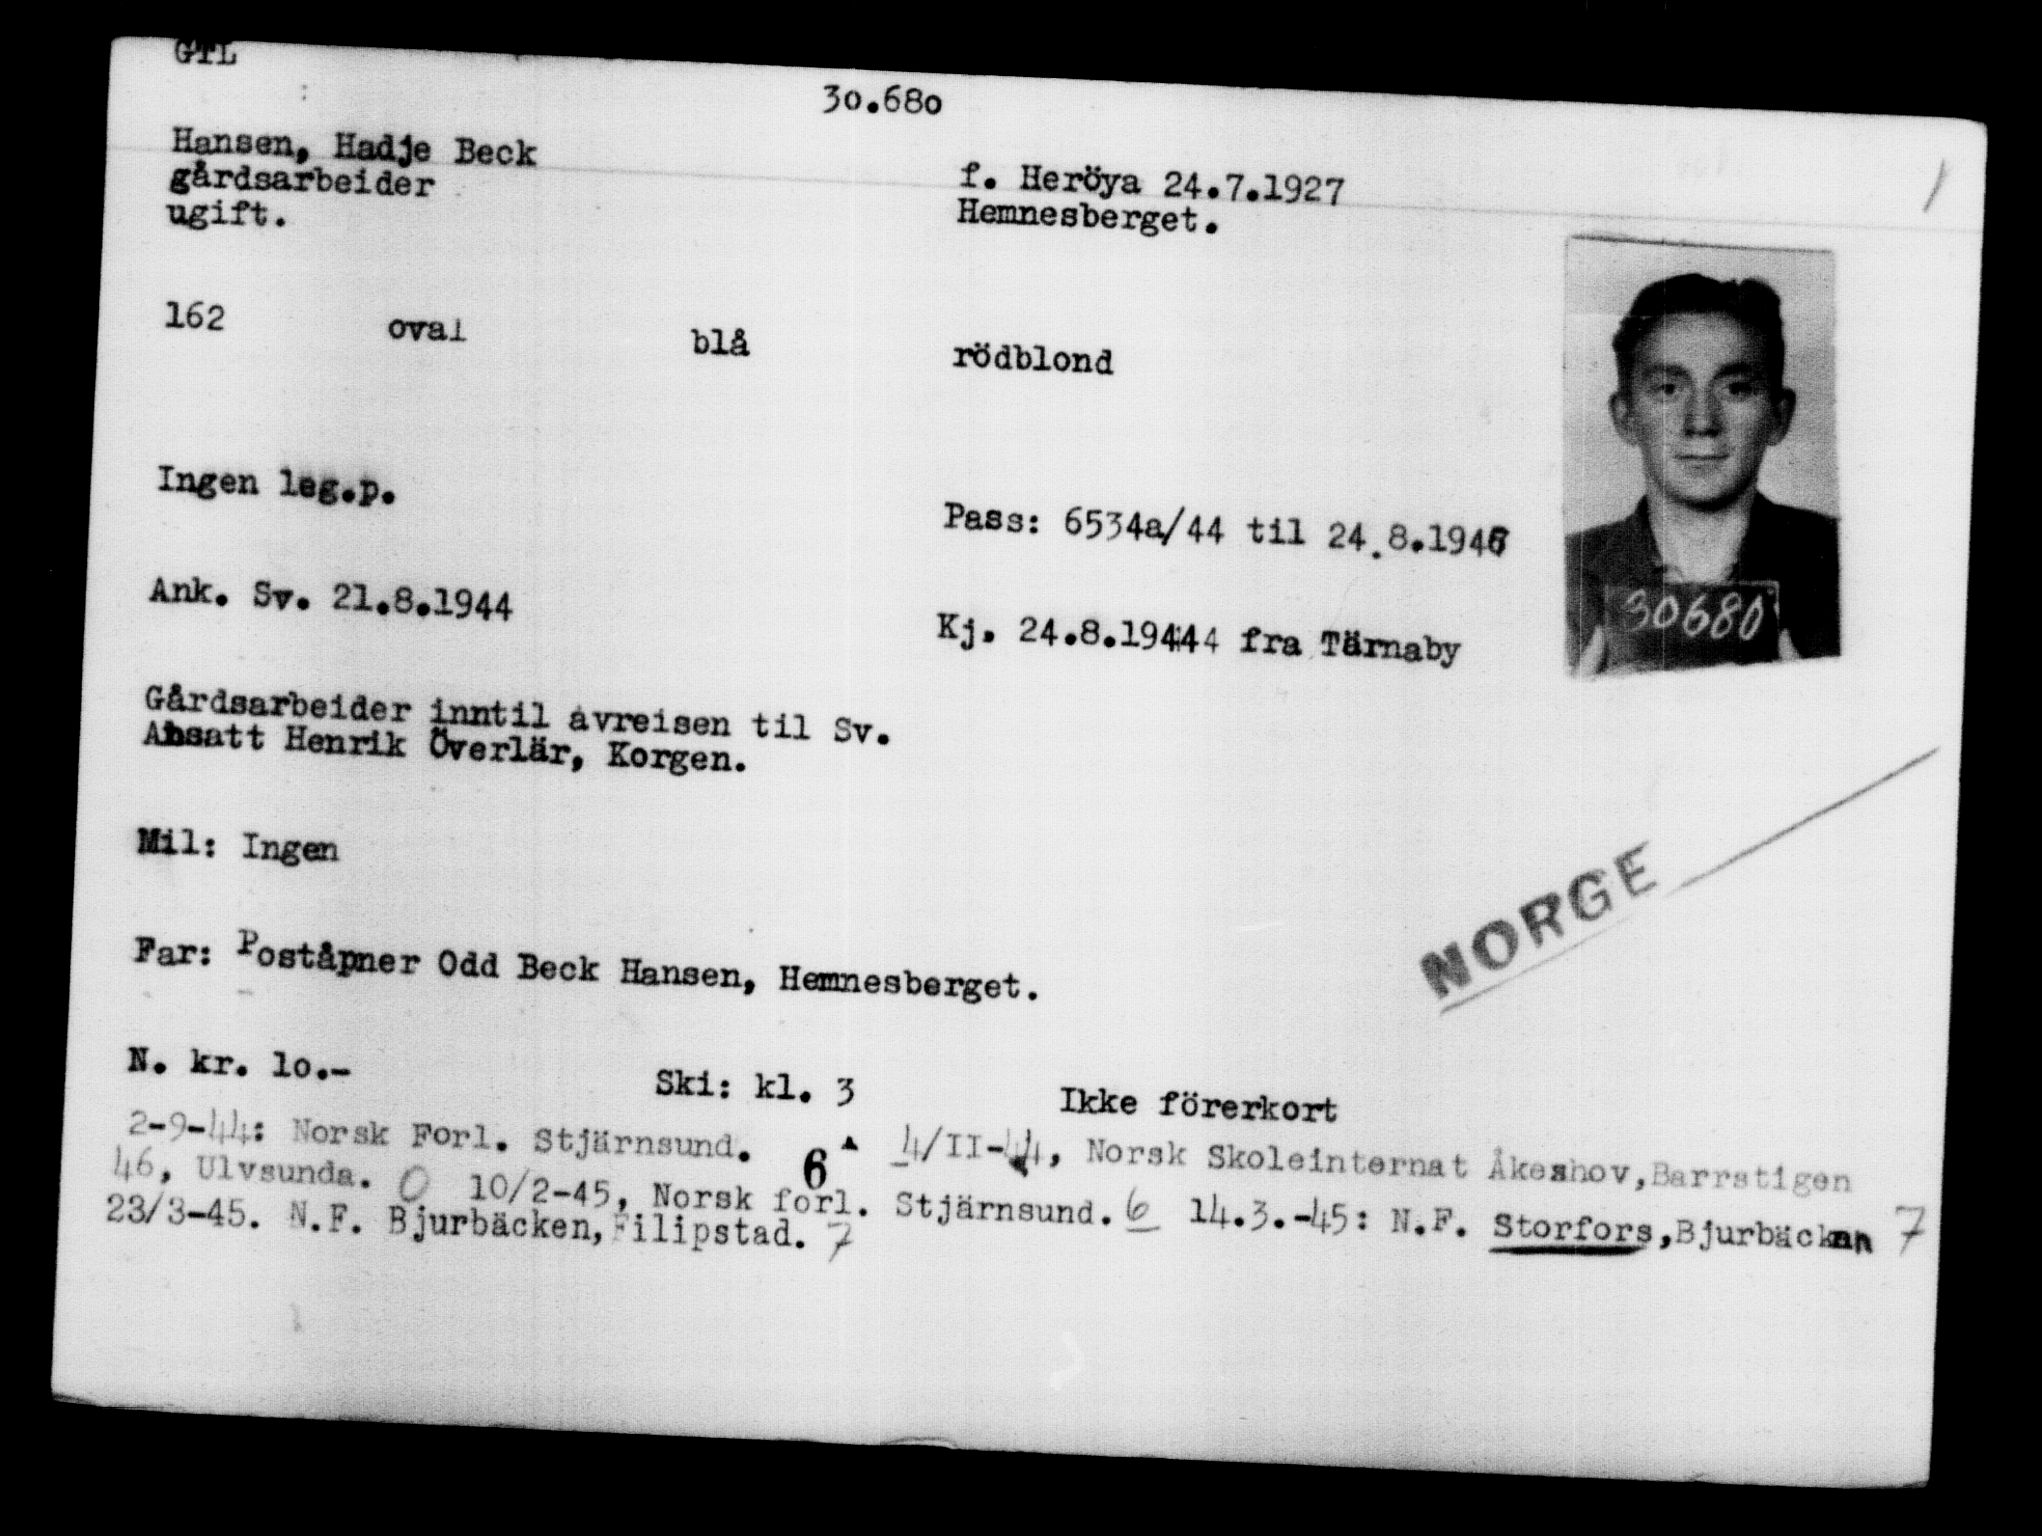 GTL
30.680
Hansen, Hadje Beck
gårdsarbeider
ugift.
f. Heröya 24.7.1927
Hemnesberget.
1
162 oval blå rödblond
Ingen leg.p.
Pass: 6534a/44 til 24.8.1946
30680
Ank. Sv. 21.8.1944
Kj. 24.8.19444 fra Tärnaby
Gårdsarbeider inntil avreisen til Sv.
Ansatt Henrik Överlär, Korgen.
Mil: Ingen
NORGE
Far: Poståpner Odd Beck Hansen, Hemnesberget.
N. kr. lo.- Ski: kl. 3 Ikke förerkort
2-9-44: Norsk Forl. Stjärnsund. 6 4/II-44, Norsk Skoleinternat Åkeshov,Barrstigen
46, Ulvsunda. O 10/2-45, Norsk forl. Stjärnsund. 6 14.3.-45: N.F. Storfors,Bjurbäcken 7
23/3-45. N.F. Bjurbäcken,Filipstad. 7